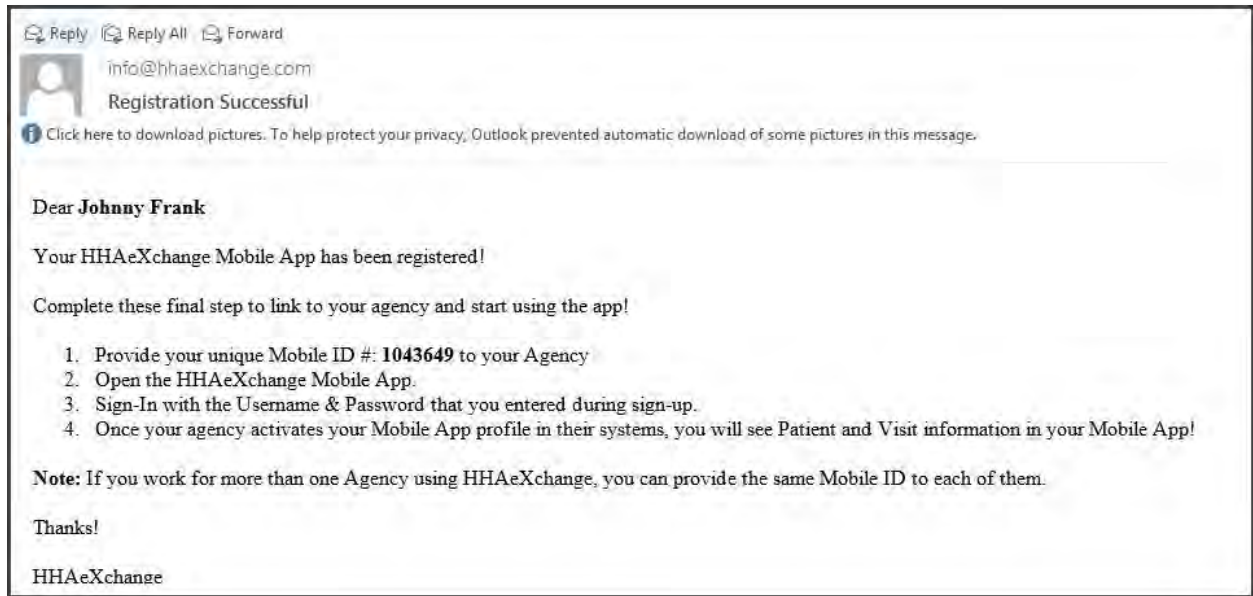 Reply Reply All Forward
info@hhaexchange.com
Registration Successful
Click here to download pictures. To help protect your privacy, Outlook prevented automatic download of some pictures in this message.
Dear Johnny Frank
Your HHAeXchange Mobile App has been registered!
Complete these final step to link to your agency and start using the app!
1. Provide your unique Mobile ID #: 1043649 to your Agency
2. Open the HHAeXchange Mobile App.
3. Sign-In with the Username & Password that you entered during sign-up.
4. Once your agency activates your Mobile App profile in their systems, you will see Patient and Visit information in your Mobile App!
Note: If you work for more than one Agency using HHAeXchange, you can provide the same Mobile ID to each of them.
Thanks!
HHAeXchange